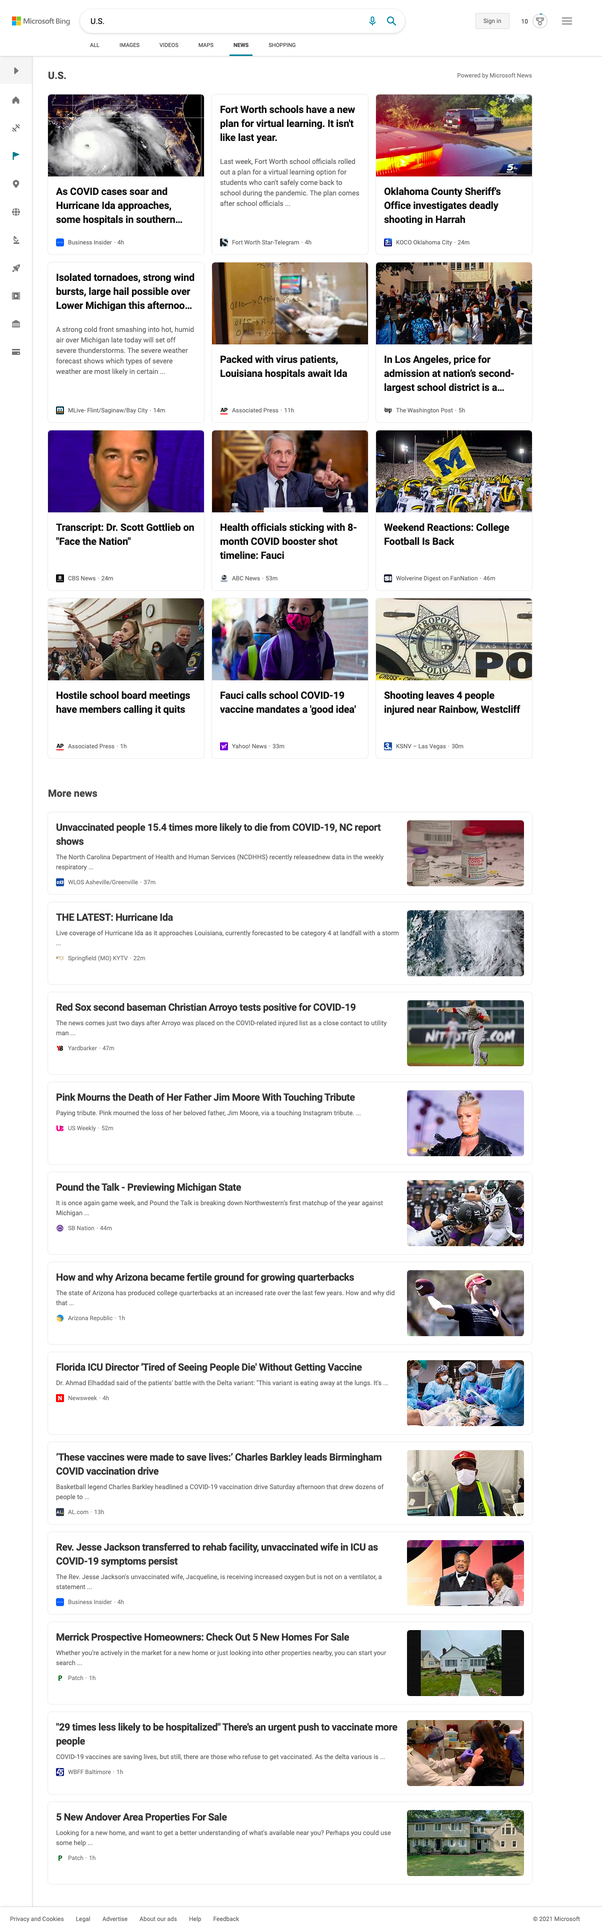 Microsoft Bing
U.S.
Sign in
10
ALL
IMAGES
VIDEOS
MAPS
NEWS
SHOPPING
U.S.
Powered by Microsoft News
As COVID cases soar and
Hurricane Ida approaches,
some hospitals in southern...
Business Insider · 4h
Fort Worth schools have a new
plan for virtual learning. It isn't
like last year.
Last week, Fort Worth school officials rolled
out a plan for a virtual learning option for
students who can't safely come back to
school during the pandemic. The plan comes
after school officials ...
Fort Worth Star-Telegram · 4h
5
Oklahoma County Sheriff's
Office investigates deadly
shooting in Harrah
KOCO Oklahoma City · 24m
Isolated tornadoes, strong wind
bursts, large hail possible over
Lower Michigan this afternoo...
A strong cold front smashing into hot, humid
air over Michigan late today will set off
severe thunderstorms. The severe weather
forecast shows which types of severe
weather are most likely in certain ...
MLive- Flint/Saginaw/Bay City · 14m
Packed with virus patients,
Louisiana hospitals await Ida
AP
Associated Press · 11h
In Los Angeles, price for
admission at nation's second-
largest school district is a...
wp
The Washington Post · 5h
Transcript: Dr. Scott Gottlieb on
"Face the Nation"
CBS News · 24m
Health officials sticking with 8-
month COVID booster shot
timeline: Fauci
ABC News · 53m
M
Weekend Reactions: College
Football Is Back
Wolverine Digest on FanNation · 46m
Hostile school board meetings
have members calling it quits
AP
Associated Press · 1h
Fauci calls school COVID-19
vaccine mandates a 'good idea'
Yahoo! News · 33m
METROPOLITAN
POLICE
PO
Shooting leaves 4 people
injured near Rainbow, Westcliff
KSNV – Las Vegas · 30m
More news
Unvaccinated people 15.4 times more likely to die from COVID-19, NC report
shows
The North Carolina Department of Health and Human Services (NCDHHS) recently releasednew data in the weekly
respiratory ...
WLOS Asheville/Greenville · 37m
THE LATEST: Hurricane Ida
Live coverage of Hurricane Ida as it approaches Louisiana, currently forecasted to be category 4 at landfall with a storm
...
Springfield (MO) KYTV · 22m
Red Sox second baseman Christian Arroyo tests positive for COVID-19
The news comes just two days after Arroyo was placed on the COVID-related injured list as a close contact to utility
man ...
Yardbarker · 47m
Pink Mourns the Death of Her Father Jim Moore With Touching Tribute
Paying tribute. Pink mourned the loss of her beloved father, Jim Moore, via a touching Instagram tribute. ...
US Weekly · 52m
Pound the Talk - Previewing Michigan State
It is once again game week, and Pound the Talk is breaking down Northwestern's first matchup of the year against
Michigan ...
SB Nation · 44m
How and why Arizona became fertile ground for growing quarterbacks
The state of Arizona has produced college quarterbacks at an increased rate over the last few years. How and why did
that ...
Arizona Republic · 1h
Florida ICU Director 'Tired of Seeing People Die' Without Getting Vaccine
Dr. Ahmad Elhaddad said of the patients' battle with the Delta variant: "This variant is eating away at the lungs. It's ...
N
Newsweek · 4h
'These vaccines were made to save lives:' Charles Barkley leads Birmingham
COVID vaccination drive
Basketball legend Charles Barkley headlined a COVID-19 vaccination drive Saturday afternoon that drew dozens of
people to ...
AL.com · 13h
Rev. Jesse Jackson transferred to rehab facility, unvaccinated wife in ICU as
COVID-19 symptoms persist
The Rev. Jesse Jackson's unvaccinated wife, Jacqueline, is receiving increased oxygen but is not on a ventilator, a
statement ...
Business Insider · 4h
Merrick Prospective Homeowners: Check Out 5 New Homes For Sale
Whether you're actively in the market for a new home or just looking into other properties nearby, you can start your
search ...
P
Patch · 1h
"29 times less likely to be hospitalized" There's an urgent push to vaccinate more
people
COVID-19 vaccines are saving lives, but still, there are those who refuse to get vaccinated. As the delta various is ...
WBFF Baltimore · 1h
5 New Andover Area Properties For Sale
Looking for a new home, and want to get a better understanding of what's available near you? Perhaps you could use
some help ...
P
Patch · 1h
Privacy and Cookies
Legal
Advertise
About our ads
Help
Feedback
© 2021 Microsoft